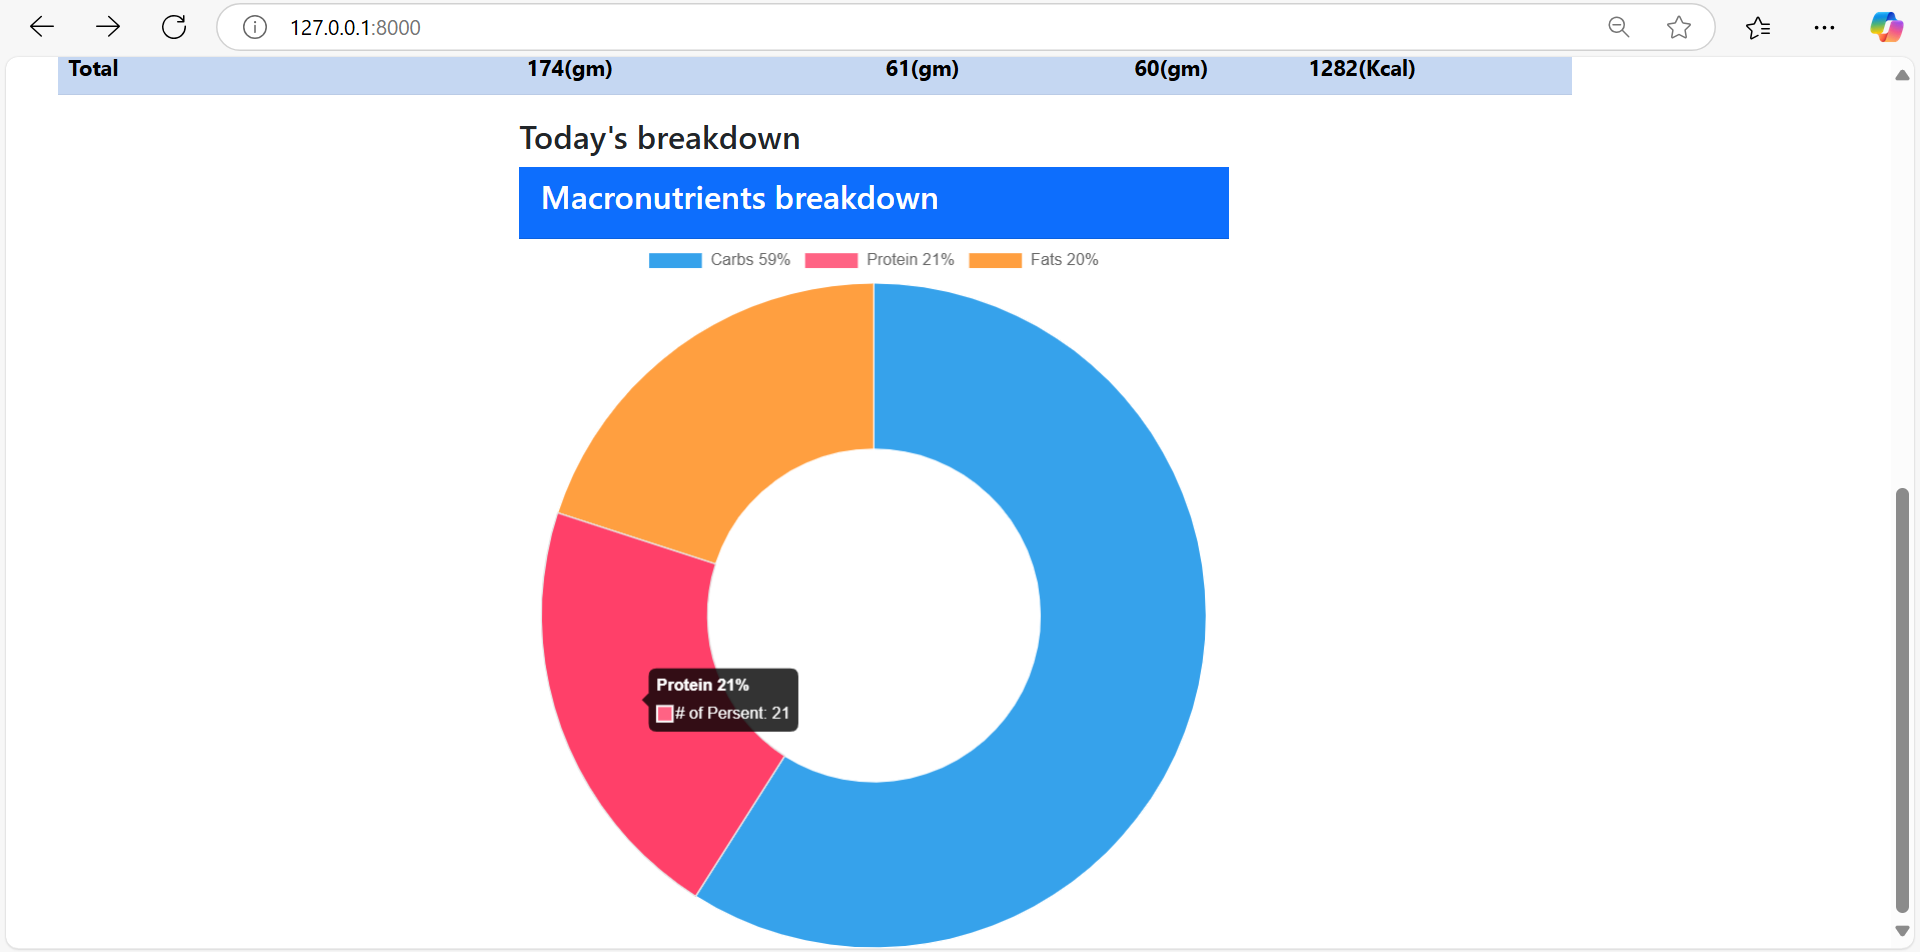 127.0.0.1:8000
Total 174(gm) 61(gm) 60(gm) 1282(Kcal)
Today's breakdown
Macronutrients breakdown
Carbs 59% Protein 21% Fats 20%
Protein 21%
# of Persent: 21